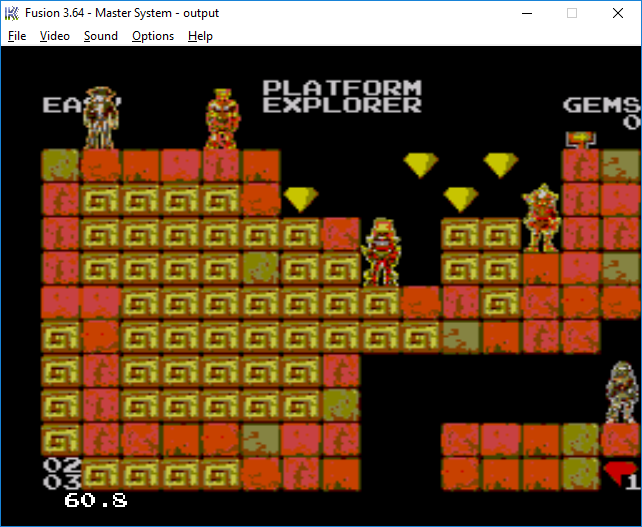 Fusion 3.64 - Master System - output
File Video Sound Options Help
PLATFORM
EXPLORER
GEMS
0
02
03
1
60.8